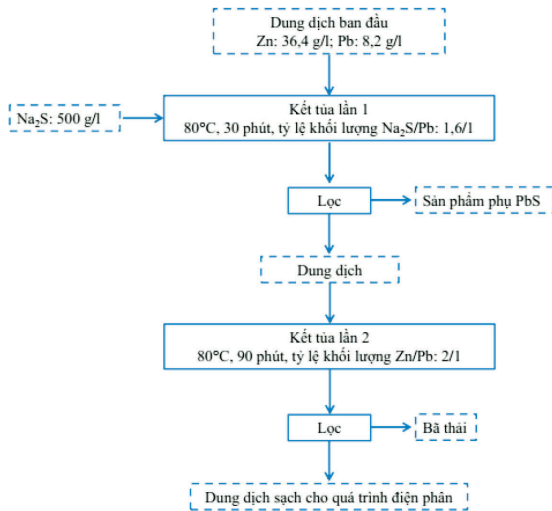 Dung dịch ban đầu
Zn: 36,4 g/l; Pb: 8,2 g/l
Na₂S: 500 g/l
Kết tủa lần 1
80°C, 30 phút, tỷ lệ khối lượng Na₂S/Pb: 1,6/1
Lọc
Sản phẩm phụ PbS
Dung dịch
Kết tủa lần 2
80°C, 90 phút, tỷ lệ khối lượng Zn/Pb: 2/1
Lọc
Bã thải
Dung dịch sạch cho quá trình điện phân